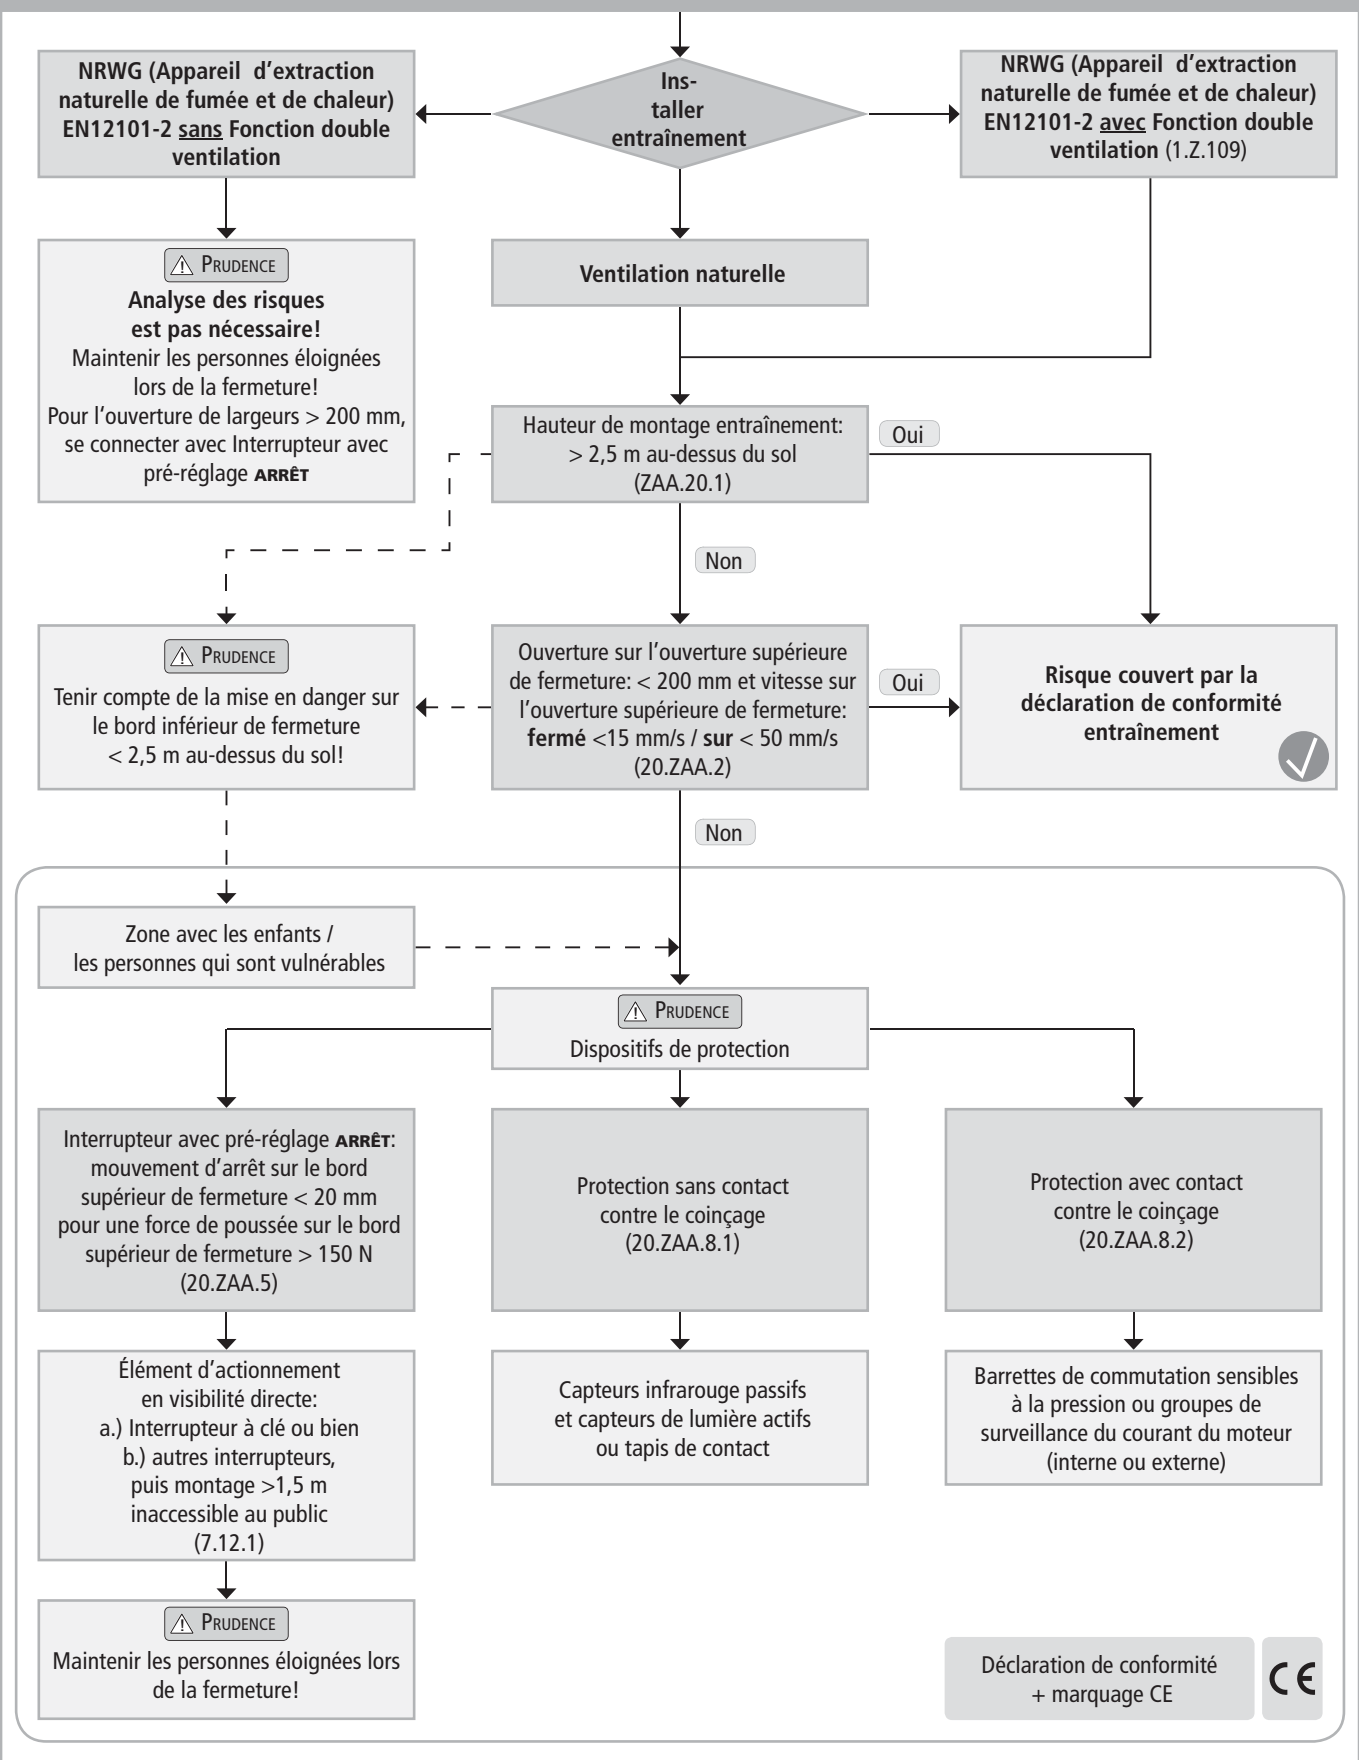 NRWG (Appareil d'extraction
naturelle de fumée et de chaleur)
EN12101-2 sans Fonction double
ventilation
Ins-
taller
entraînement
NRWG (Appareil d'extraction
naturelle de fumée et de chaleur)
EN12101-2 avec Fonction double
ventilation (1.Z.109)
PRUDENCE
Analyse des risques
est pas nécessaire!
Maintenir les personnes éloignées
lors de la fermeture!
Pour l'ouverture de largeurs > 200 mm,
se connecter avec Interrupteur avec
pré-réglage ARRÊT
Ventilation naturelle
Hauteur de montage entraînement:
> 2,5 m au-dessus du sol
(ZAA.20.1)
Oui
Non
PRUDENCE
Tenir compte de la mise en danger sur
le bord inférieur de fermeture
< 2,5 m au-dessus du sol!
Ouverture sur l'ouverture supérieure
de fermeture: < 200 mm et vitesse sur
l'ouverture supérieure de fermeture:
fermé <15 mm/s / sur < 50 mm/s
(20.ZAA.2)
Oui
Risque couvert par la
déclaration de conformité
entraînement
Non
Zone avec les enfants /
les personnes qui sont vulnérables
PRUDENCE
Dispositifs de protection
Interrupteur avec pré-réglage ARRÊT:
mouvement d'arrêt sur le bord
supérieur de fermeture < 20 mm
pour une force de poussée sur le bord
supérieur de fermeture > 150 N
(20.ZAA.5)
Protection sans contact
contre le coinçage
(20.ZAA.8.1)
Protection avec contact
contre le coinçage
(20.ZAA.8.2)
Élément d'actionnement
en visibilité directe:
a.) Interrupteur à clé ou bien
b.) autres interrupteurs,
puis montage >1,5 m
inaccessible au public
(7.12.1)
Capteurs infrarouge passifs
et capteurs de lumière actifs
ou tapis de contact
Barrettes de commutation sensibles
à la pression ou groupes de
surveillance du courant du moteur
(interne ou externe)
PRUDENCE
Maintenir les personnes éloignées lors
de la fermeture!
Déclaration de conformité
+ marquage CE
CE